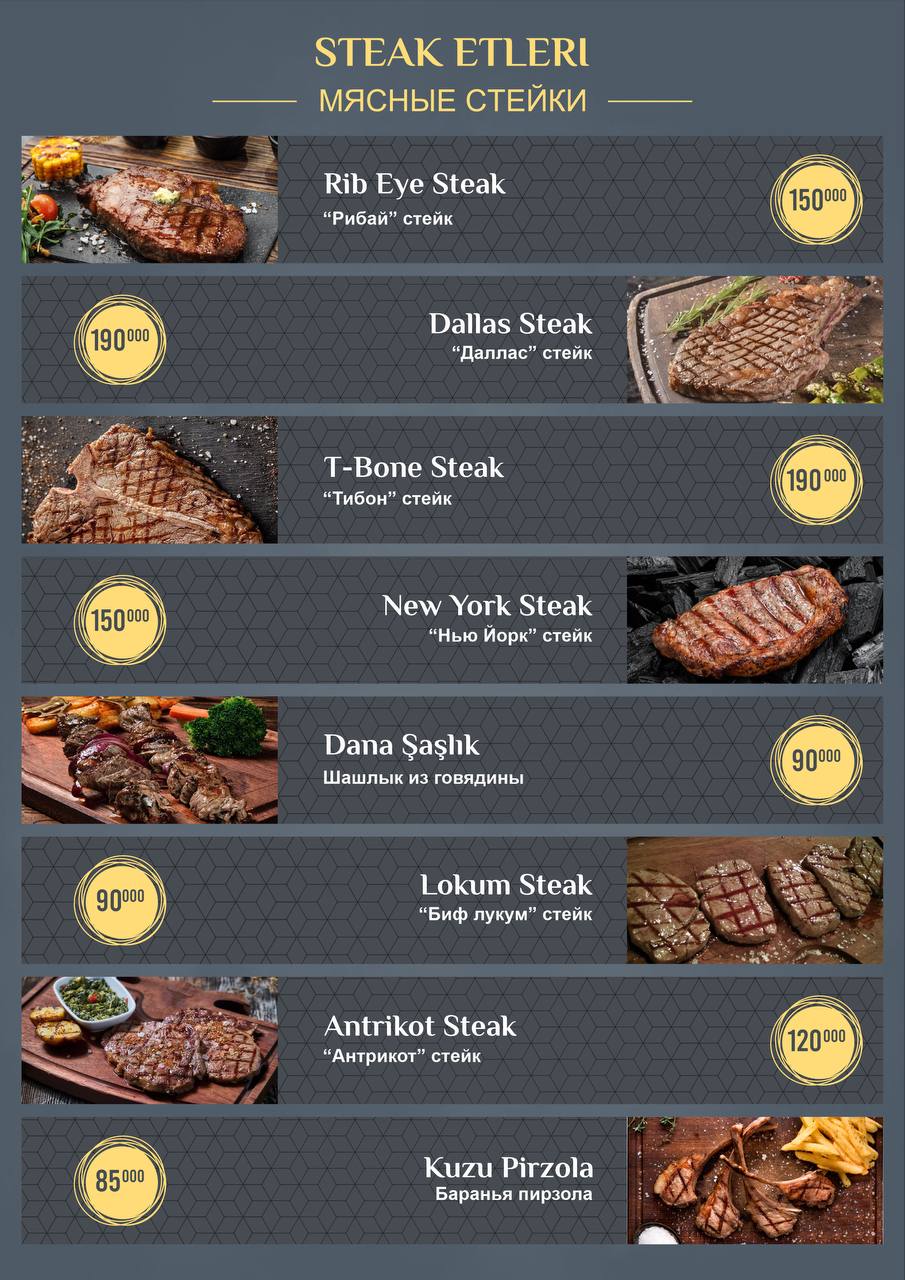 STEAK ETLERI
МЯСНЫЕ СТЕЙКИ
Rib Eye Steak
“Рибай” стейк
150000
Dallas Steak
“Даллас” стейк
190000
T-Bone Steak
“Тибон” стейк
190000
New York Steak
“Нью Йорк” стейк
150000
Dana Şaşlık
Шашлык из говядины
90000
Lokum Steak
“Биф лукум” стейк
90000
Antrikot Steak
“Антрикот” стейк
120000
Kuzu Pirzola
Баранья пирзола
85000